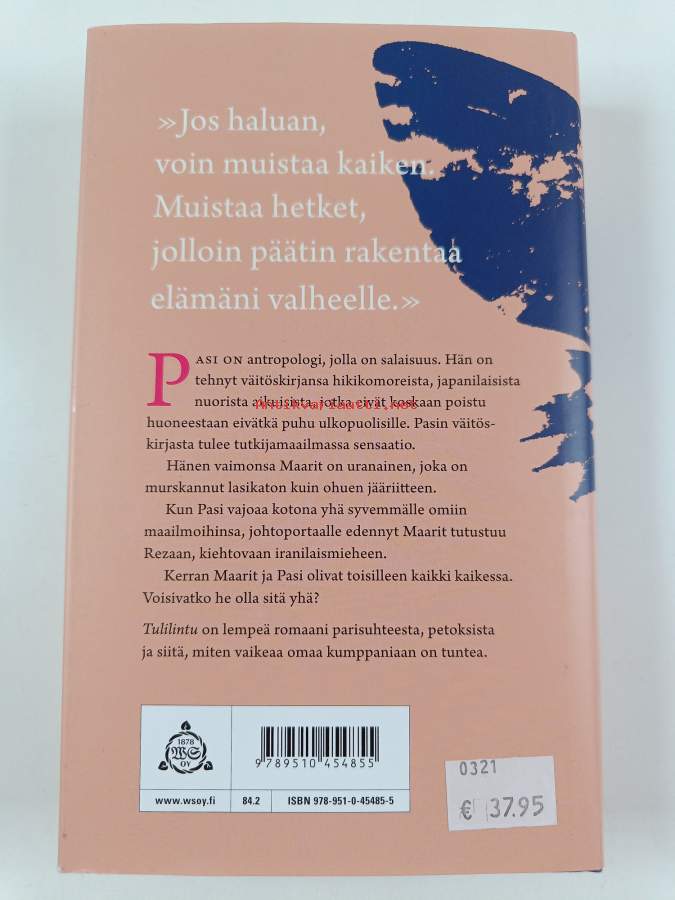 »Jos haluan,
voin muistaa kaiken.
Muistaa hetket,
jolloin päätin rakentaa
elämäni valheelle.»
PASI ON antropologi, jolla on salaisuus. Hän on
tehnyt väitöskirjansa hikikomoreista, japanilaisista
nuorista aikuisista, jotka eivät koskaan poistu
Antikvariaatti.net
huoneestaan eivätkä puhu ulkopuolisille. Pasin väitös-
kirjasta tulee tutkijamaailmassa sensaatio.
Hänen vaimonsa Maarit on uranainen, joka on
murskannut lasikaton kuin ohuen jääriitteen.
Kun Pasi vajoaa kotona yhä syvemmälle omiin
maailmoihinsa, johtoportaalle edennyt Maarit tutustuu
Rezaan, kiehtovaan iranilaismieheen.
Kerran Maarit ja Pasi olivat toisilleen kaikki kaikessa.
Voisivatko he olla sitä yhä?
Tulilintu on lempeä romaani parisuhteesta, petoksista
ja siitä, miten vaikeaa omaa kumppaniaan on tuntea.
1878
WS
OY
9 789510 454855
www.wsoy.fi
84.2
ISBN 978-951-0-45485-5
0321
€ 37.95